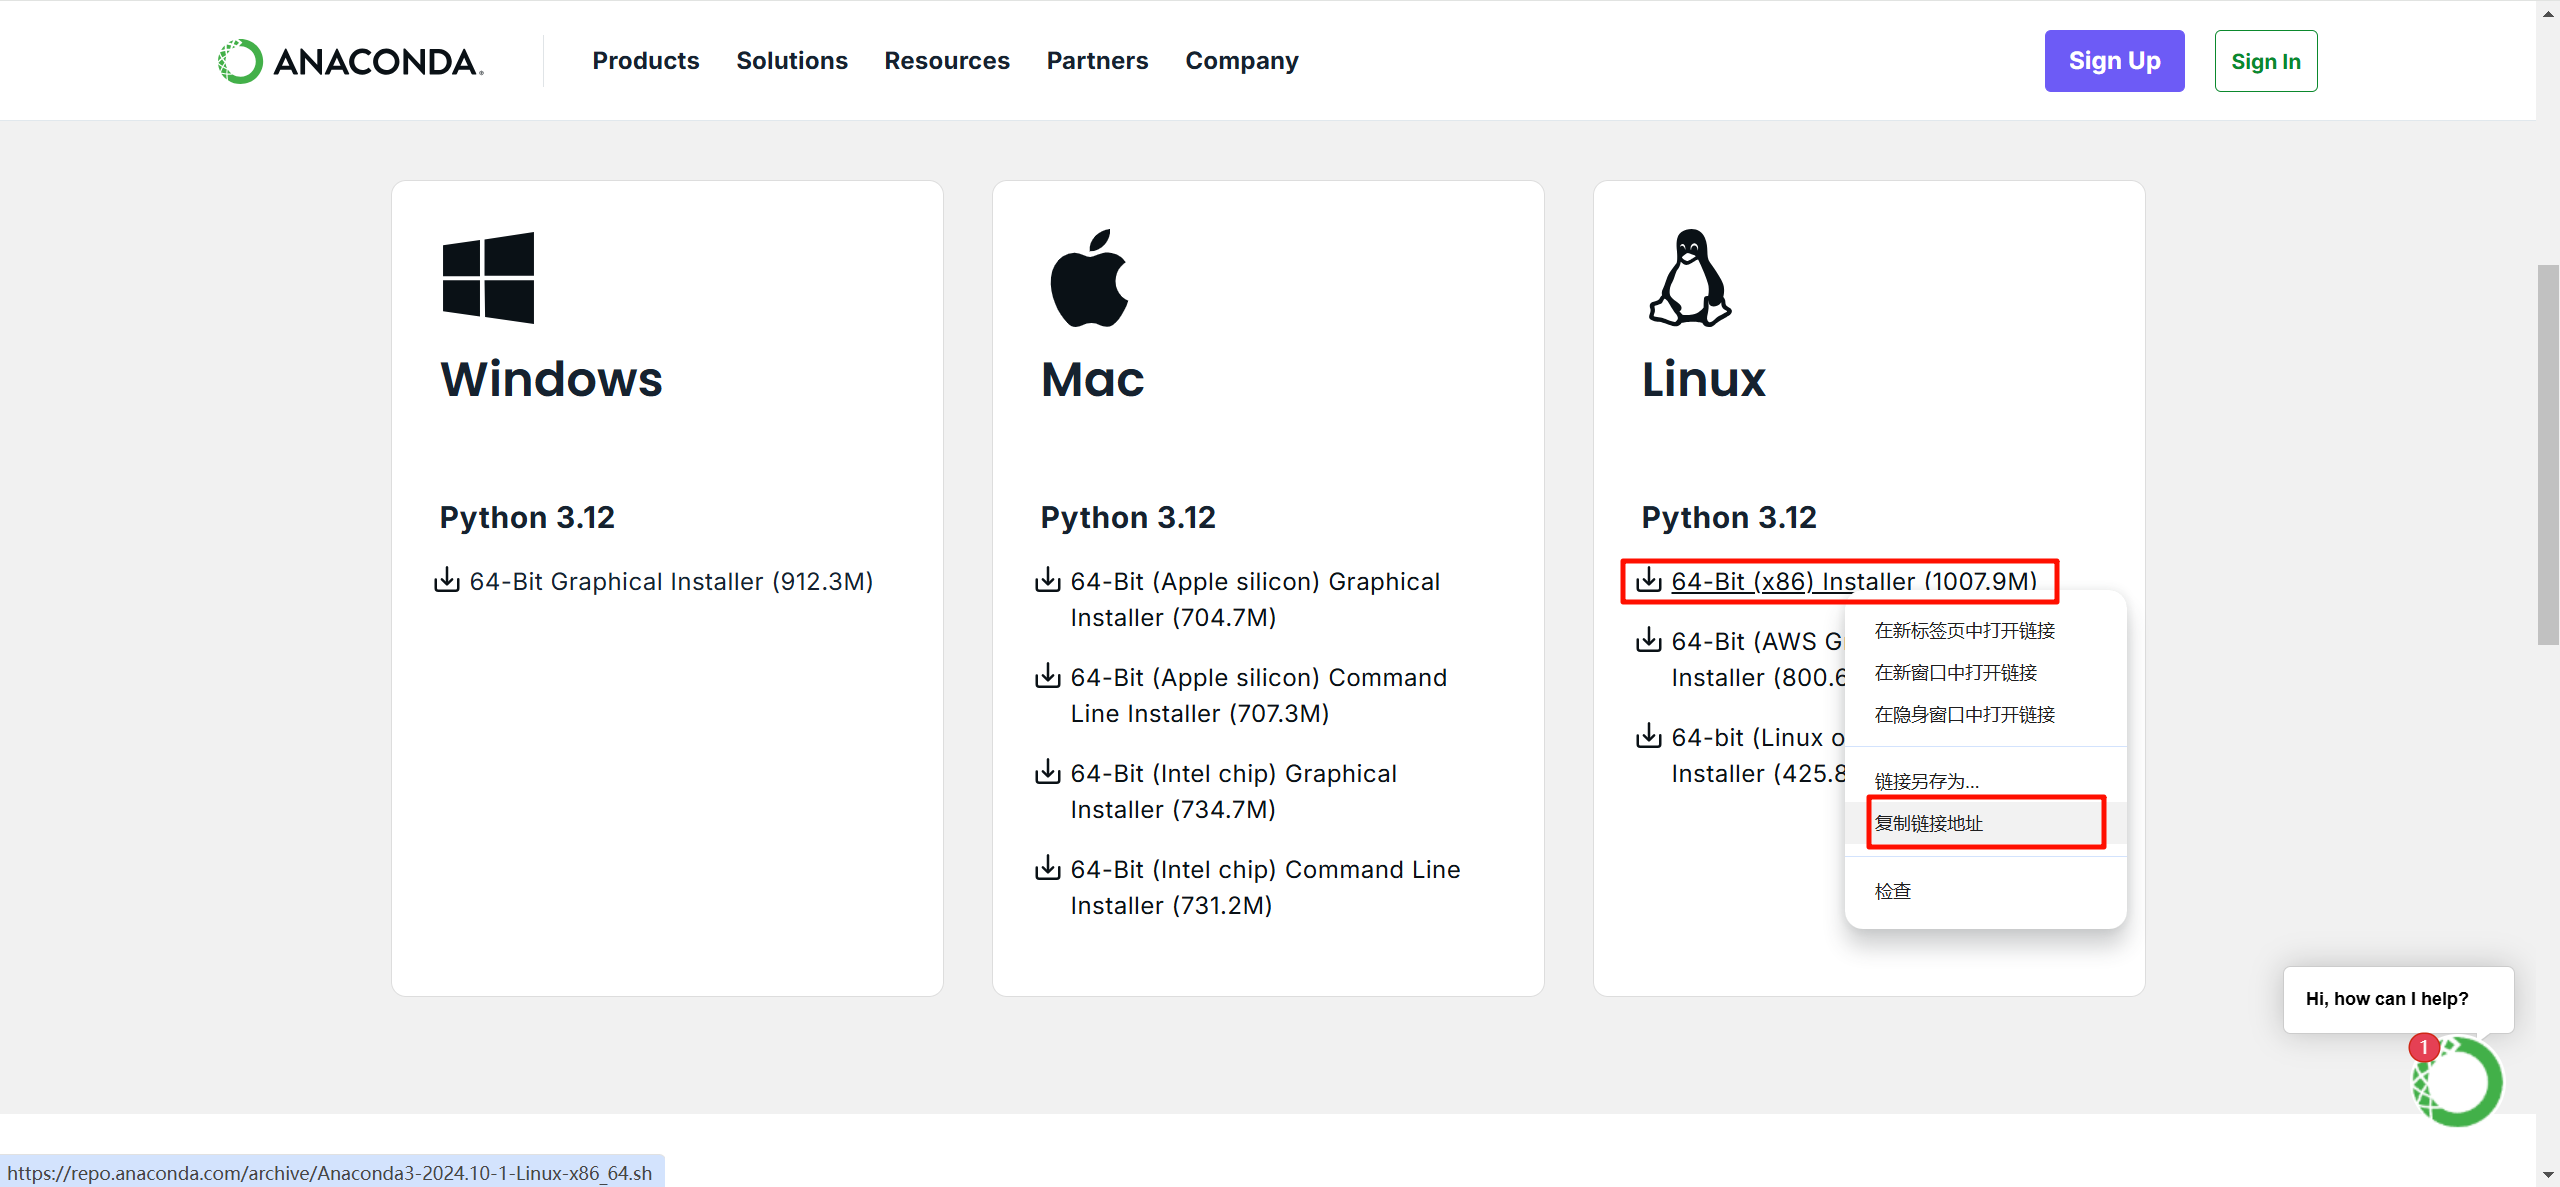 ANACONDA.
Products
Solutions
Resources
Partners
Company
Sign Up
Sign In
Windows
Python 3.12
64-Bit Graphical Installer (912.3M)
Mac
Python 3.12
64-Bit (Apple silicon) Graphical
Installer (704.7M)
64-Bit (Apple silicon) Command
Line Installer (707.3M)
64-Bit (Intel chip) Graphical
Installer (734.7M)
64-Bit (Intel chip) Command Line
Installer (731.2M)
Linux
Python 3.12
64-Bit (x86) Installer (1007.9M)
64-Bit (AWS
Installer (800.6
64-bit (Linux
Installer (425.8
在新标签页中打开链接
在新窗口中打开链接
在隐身窗口中打开链接
链接另存为...
复制链接地址
检查
Hi, how can I help?
1
https://repo.anaconda.com/archive/Anaconda3-2024.10-1-Linux-x86_64.sh